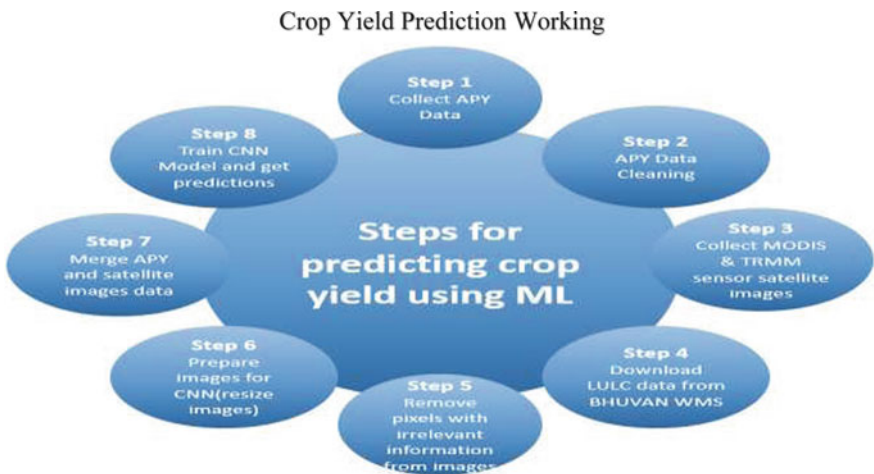 Crop Yield Prediction Working
Step 1
Collect APY
Data
Step 2
APY Data
Cleaning
Step 3
Collect MODIS
& TRMM
sensor satellite
images
Step 4
Download
LULC data from
BHUVAN WMS
Step 5
Remove
pixels with
irrelevant
information
from images
Step 6
Prepare
images for
CNN(resize
images)
Step 7
Merge APY
and satellite
images data
Step 8
Train CNN
Model and get
predictions
Steps for
predicting crop
yield using ML